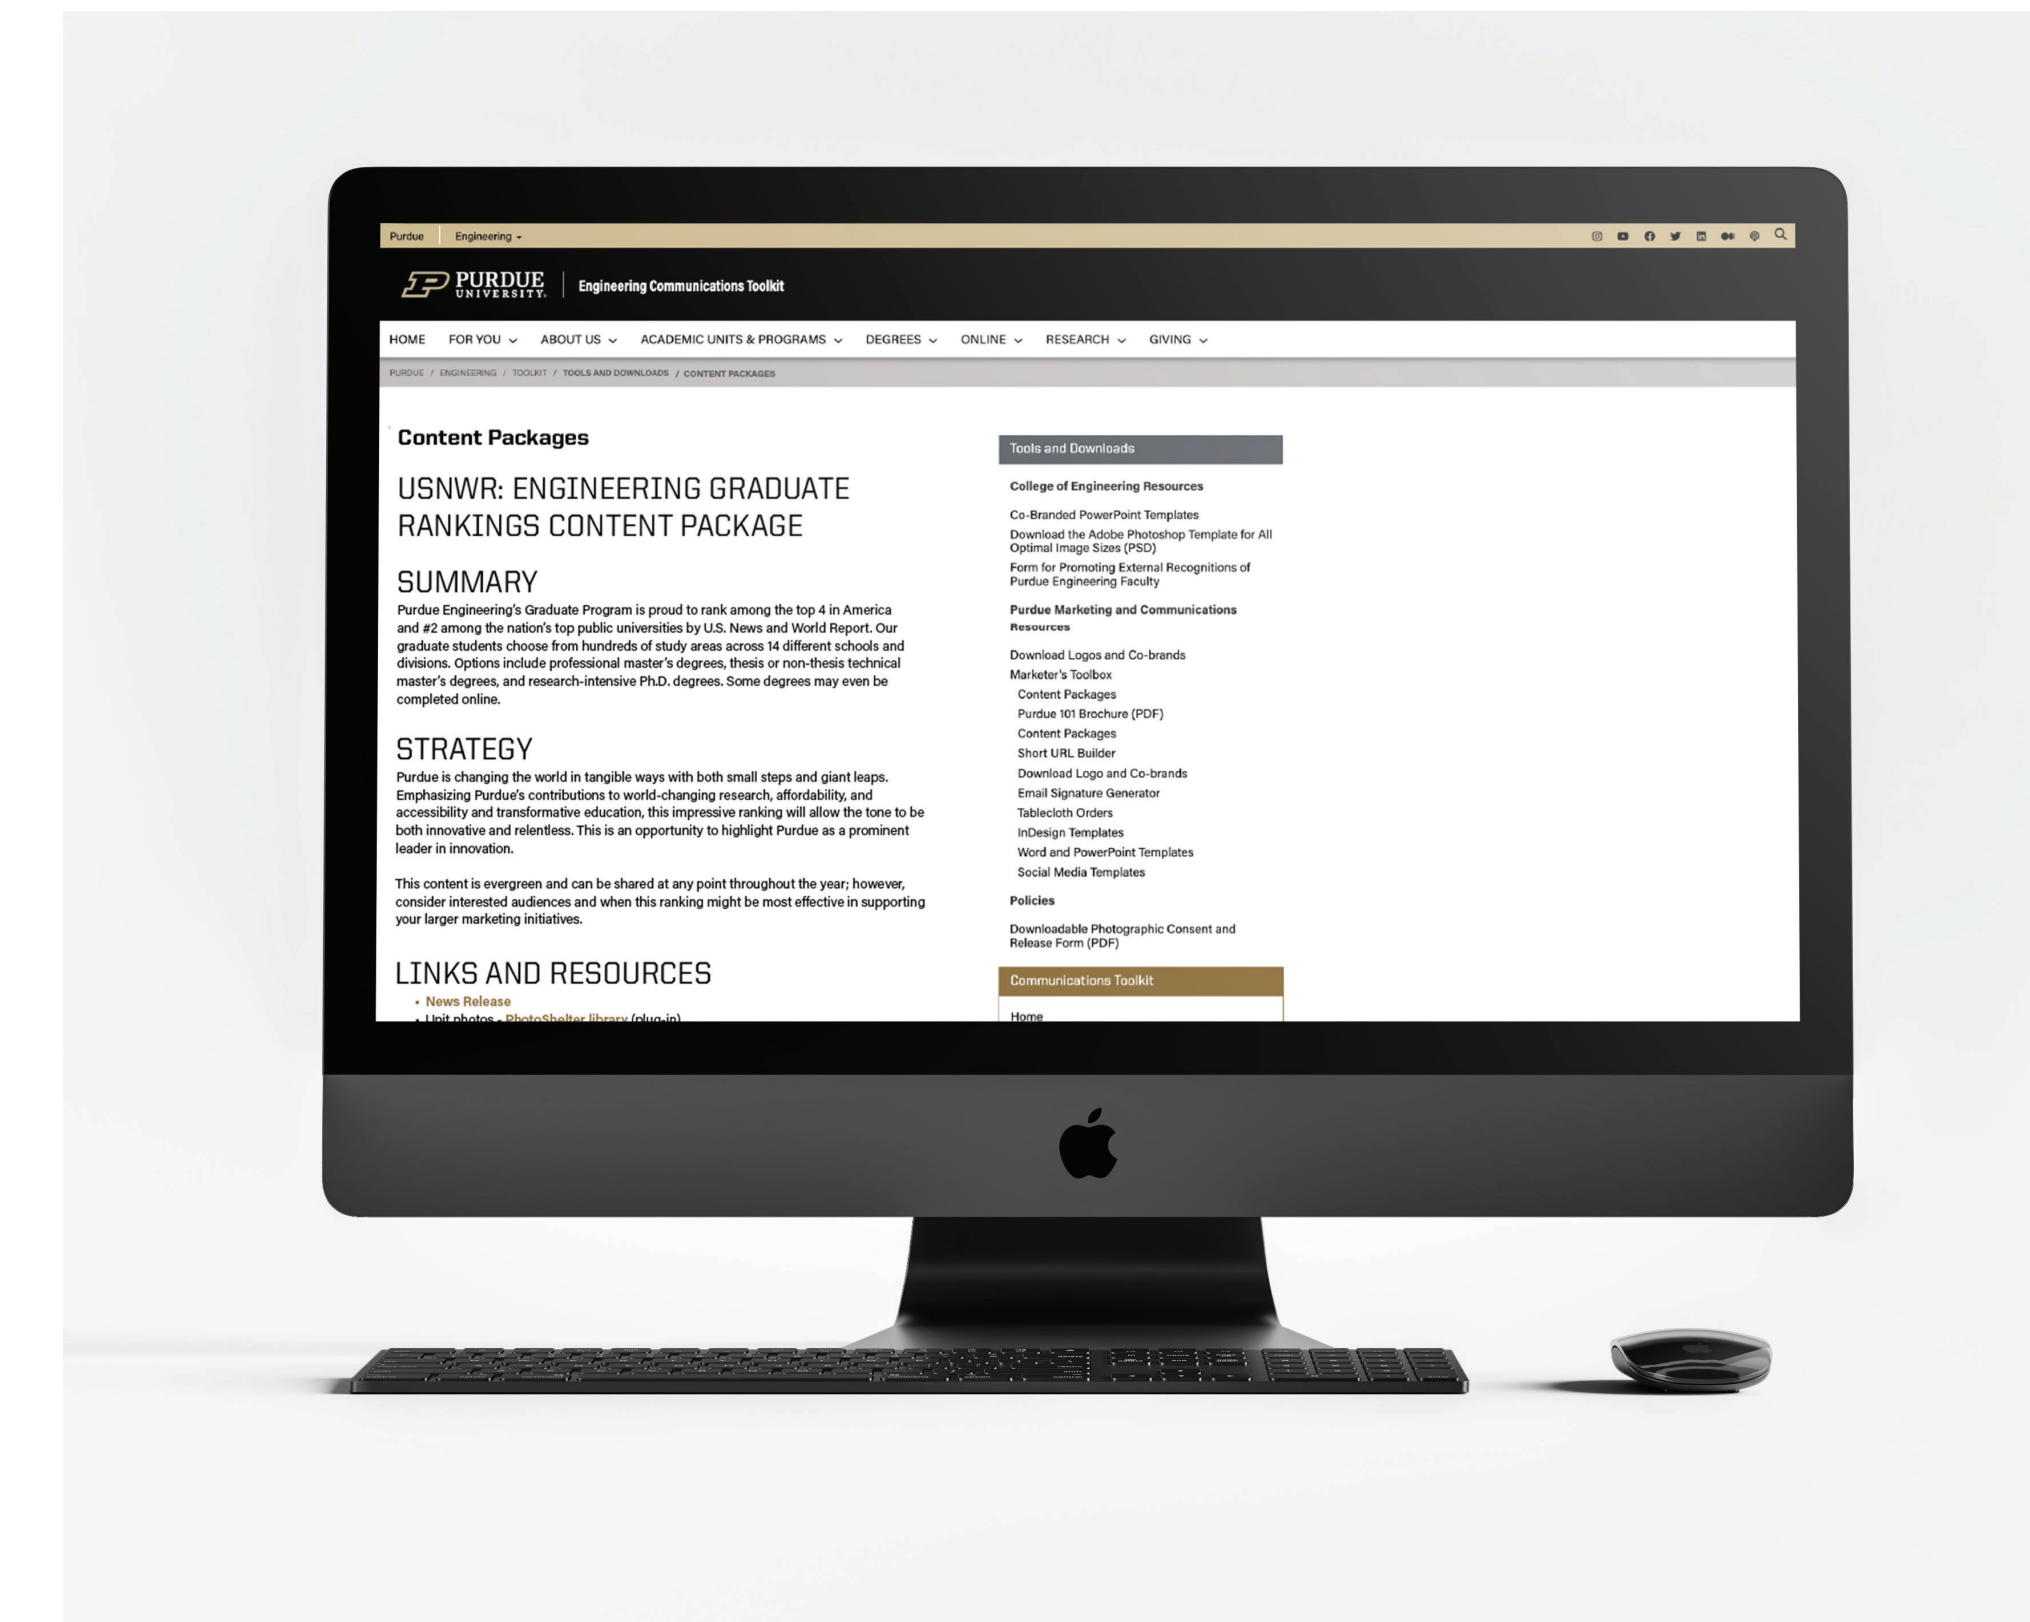 Purdue
Engineering
PURDUE
UNIVERSITY.
Engineering Communications Toolkit
HOME
FOR YOU
ABOUT US
ACADEMIC UNITS & PROGRAMS
DEGREES
ONLINE
RESEARCH
GIVING
PURDUE / ENGINEERING / TOOLKIT / TOOLS AND DOWNLOADS / CONTENT PACKAGES
Content Packages
USNWR: ENGINEERING GRADUATE
RANKINGS CONTENT PACKAGE
SUMMARY
Purdue Engineering's Graduate Program is proud to rank among the top 4 in America
and #2 among the nation's top public universities by U.S. News and World Report. Our
graduate students choose from hundreds of study areas across 14 different schools and
divisions. Options include professional master's degrees, thesis or non-thesis technical
master's degrees, and research-intensive Ph.D. degrees. Some degrees may even be
completed online.
STRATEGY
Purdue is changing the world in tangible ways with both small steps and giant leaps.
Emphasizing Purdue's contributions to world-changing research, affordability, and
accessibility and transformative education, this impressive ranking will allow the tone to be
both innovative and relentless. This is an opportunity to highlight Purdue as a prominent
leader in innovation.
This content is evergreen and can be shared at any point throughout the year; however,
consider interested audiences and when this ranking might be most effective in supporting
your larger marketing initiatives.
LINKS AND RESOURCES
• News Release
• Unit photos - PhotoShelter library (plug-in)
Tools and Downloads
College of Engineering Resources
Co-Branded PowerPoint Templates
Download the Adobe Photoshop Template for All
Optimal Image Sizes (PSD)
Form for Promoting External Recognitions of
Purdue Engineering Faculty
Purdue Marketing and Communications
Resources
Download Logos and Co-brands
Marketer's Toolbox
Content Packages
Purdue 101 Brochure (PDF)
Content Packages
Short URL Builder
Download Logo and Co-brands
Email Signature Generator
Tablecloth Orders
InDesign Templates
Word and PowerPoint Templates
Social Media Templates
Policies
Downloadable Photographic Consent and
Release Form (PDF)
Communications Toolkit
Home